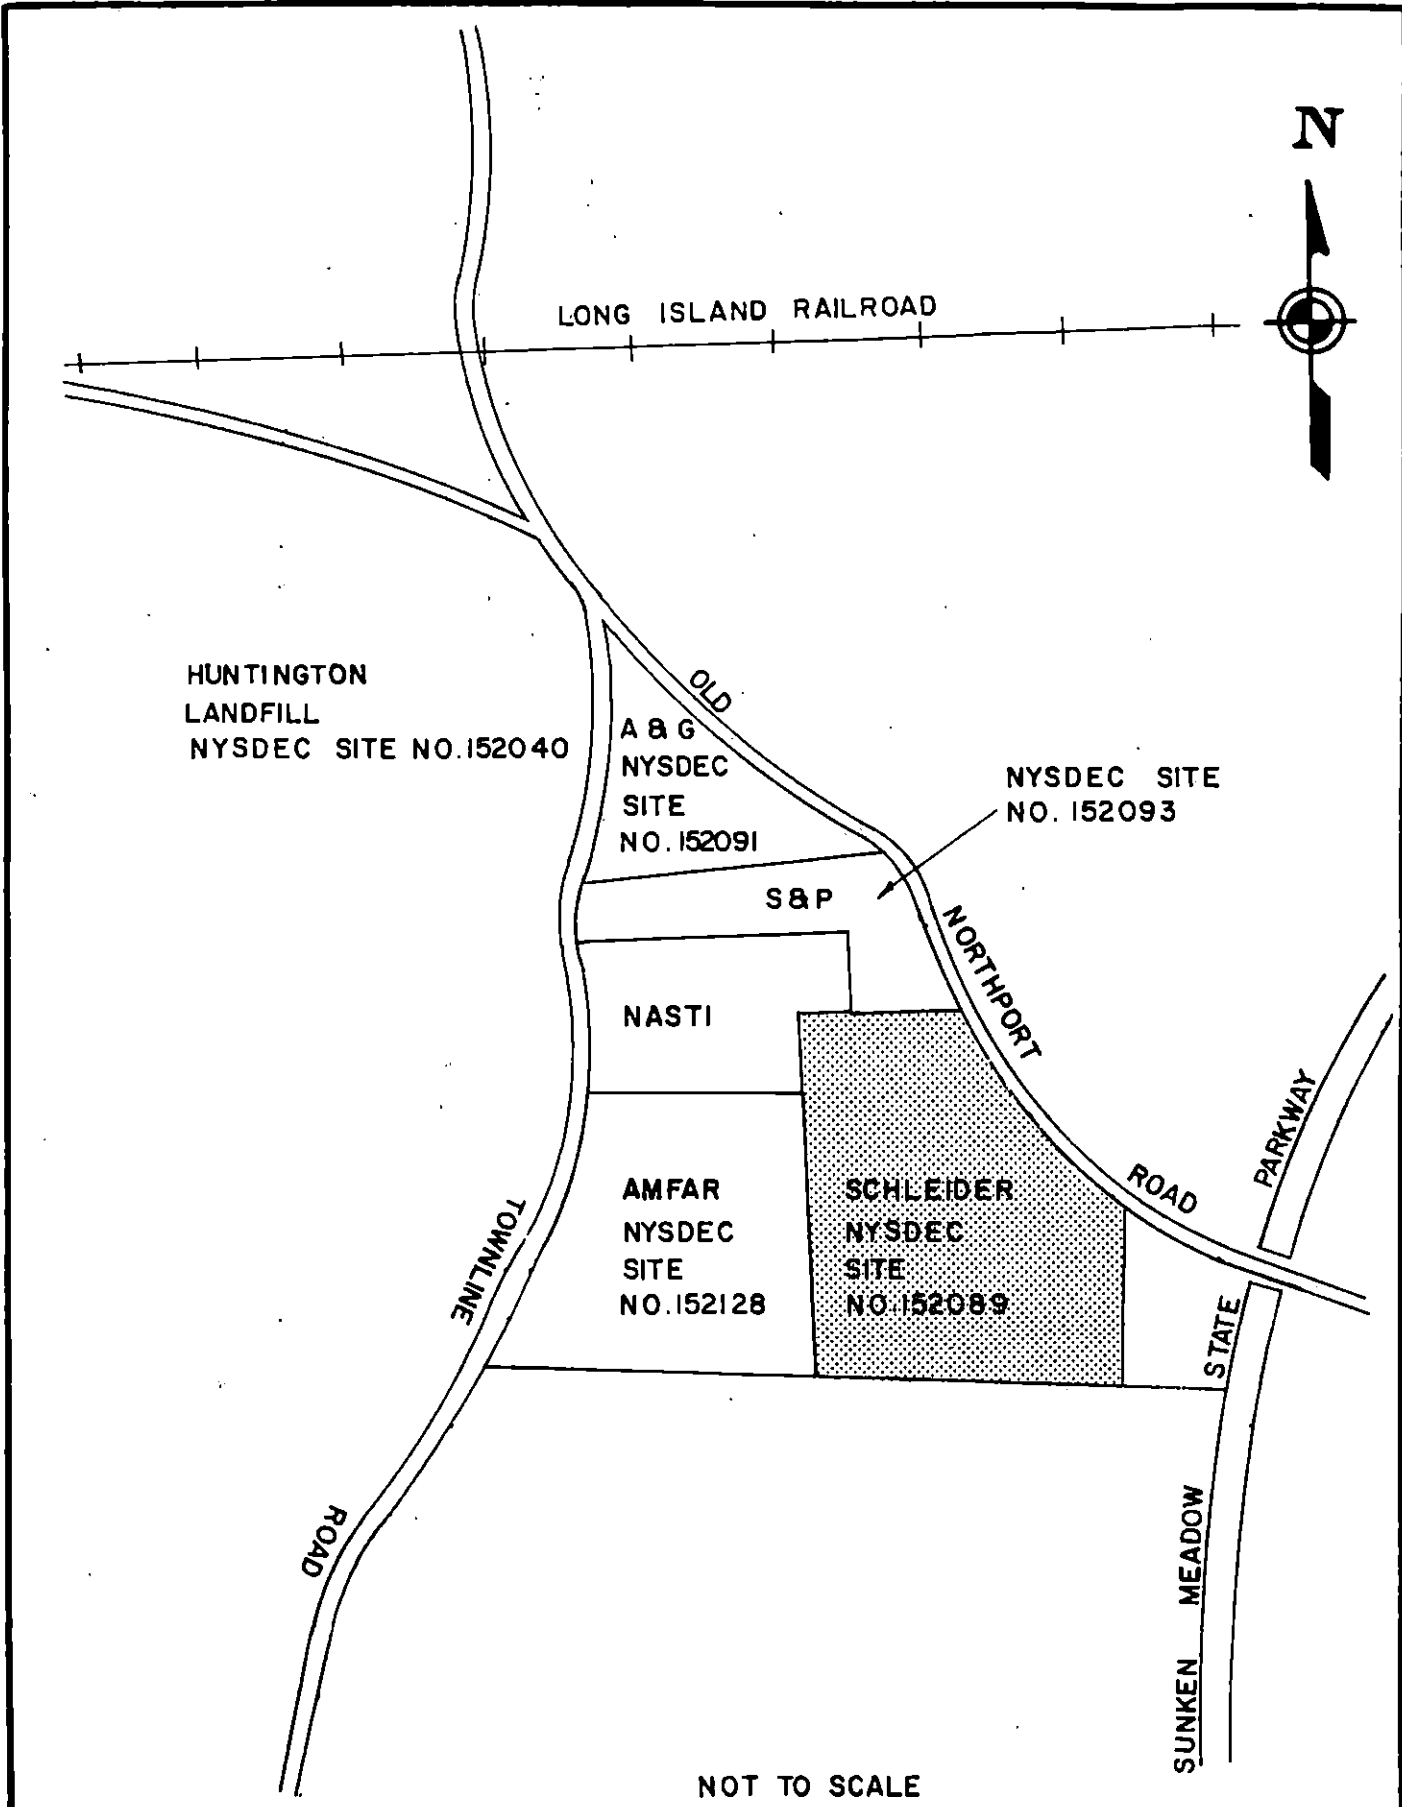 N
LONG ISLAND RAILROAD
HUNTINGTON
LANDFILL
NYSDEC SITE NO.152040
OLD
A & G
NYSDEC
SITE
NO.152091
NYSDEC SITE
NO. 152093
S&P
NORTHPORT
NASTI
PARKWAY
ROAD
AMFAR
NYSDEC
SITE
NO.152128
SCHLEIDER
NYSDEC
SITE
NO.152089
TOWNLINE
STATE
ROAD
SUNKEN MEADOW
NOT TO SCALE